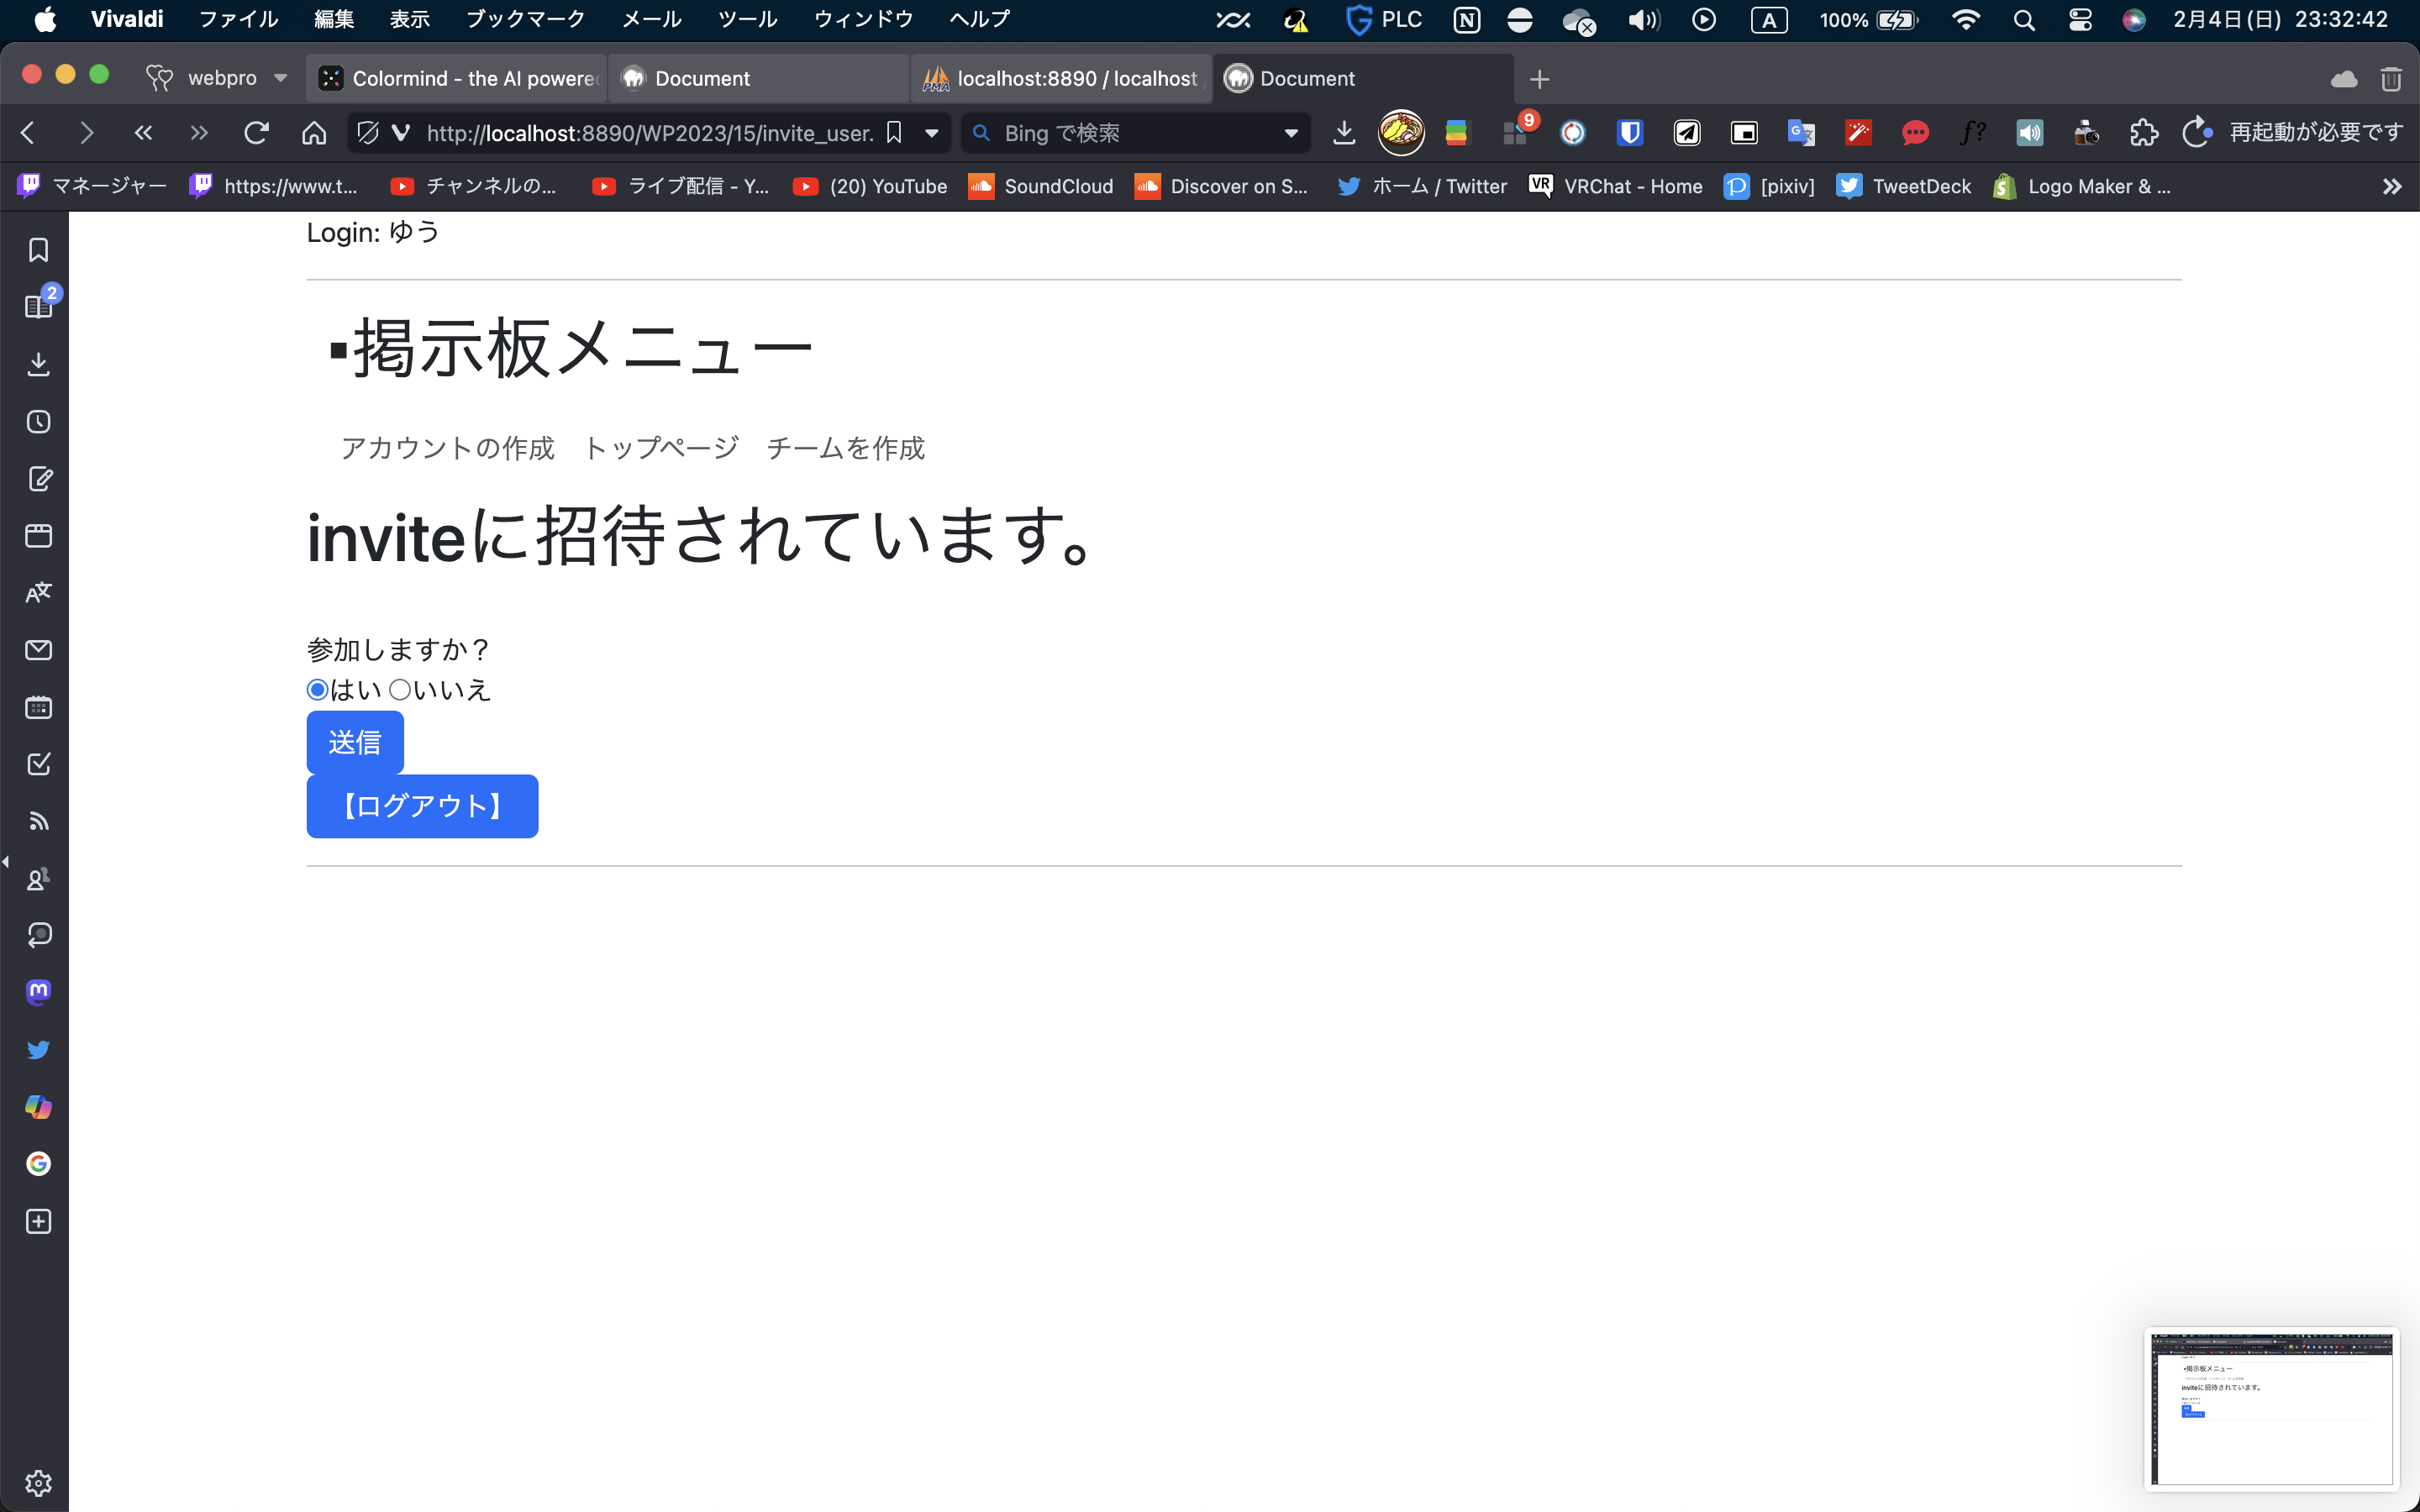 Vivaldi ファイル 編集 表示 ブックマーク メール ツール ウィンドウ ヘルプ PLC A 100% 2月4日(日) 23:32:42
webpro Colormind - the AI powere Document localhost:8890 / localhost Document
http://localhost:8890/WP2023/15/invite_user. Bing で検索 9 f? 再起動が必要です
マネージャー https://www.t... チャンネルの... ライブ配信 - Y... (20) YouTube SoundCloud Discover on S... ホーム / Twitter VRChat - Home [pixiv] TweetDeck Logo Maker & ...
2
Login: ゆう
▪掲示板メニュー
アカウントの作成 トップページ チームを作成
inviteに招待されています。
参加しますか？
はい いいえ
送信
【ログアウト】